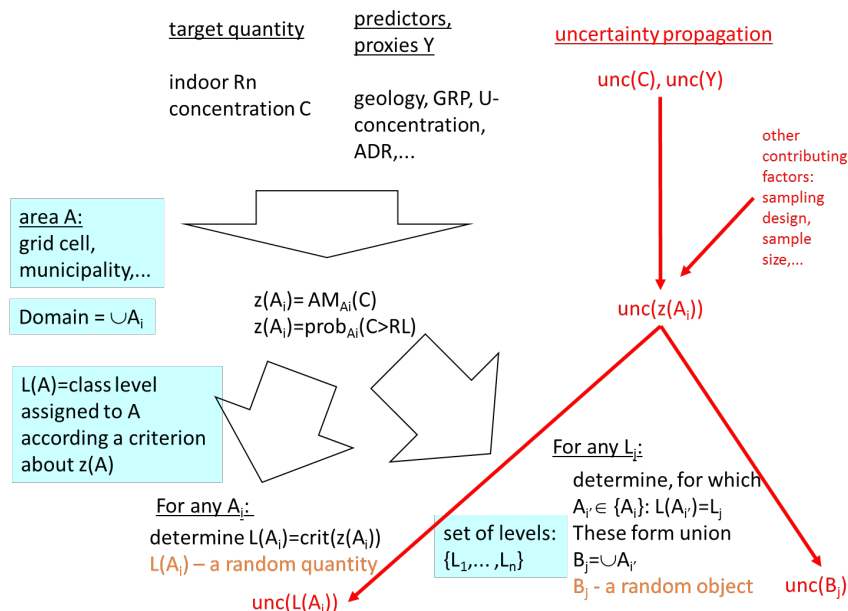 target quantity
indoor Rn
concentration C
predictors,
proxies Y
geology, GRP, U-
concentration,
ADR,...
uncertainty propagation
unc(C), unc(Y)
other
contributing
factors:
sampling
design,
sample
size,...
area A:
grid cell,
municipality,...
Domain = ∪Aᵢ
z(Aᵢ)= AM_Ai(C)
z(Aᵢ)=prob_Ai(C>RL)
unc(z(Aᵢ))
L(A)=class level
assigned to A
according a criterion
about z(A)
For any Aᵢ:
determine L(Aᵢ)=crit(z(Aᵢ))
L(Aᵢ) – a random quantity
unc(L(Aᵢ))
set of levels:
{L₁,... ,Lₙ}
For any Lⱼ:
determine, for which
Aᵢ'∈ {Aᵢ}: L(Aᵢ')=Lⱼ
These form union
Bⱼ=∪Aᵢ'
Bⱼ - a random object
unc(Bⱼ)